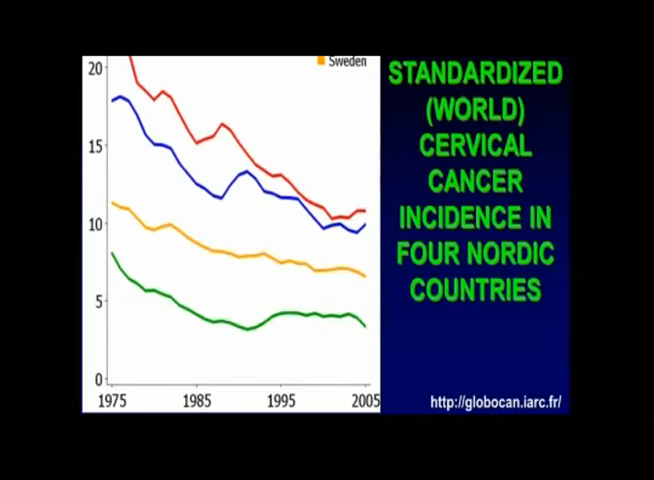 20
15
10
5
0
1975 1985 1995 2005
Sweden
STANDARDIZED
(WORLD)
CERVICAL
CANCER
INCIDENCE IN
FOUR NORDIC
COUNTRIES
http://globocan.iarc.fr/